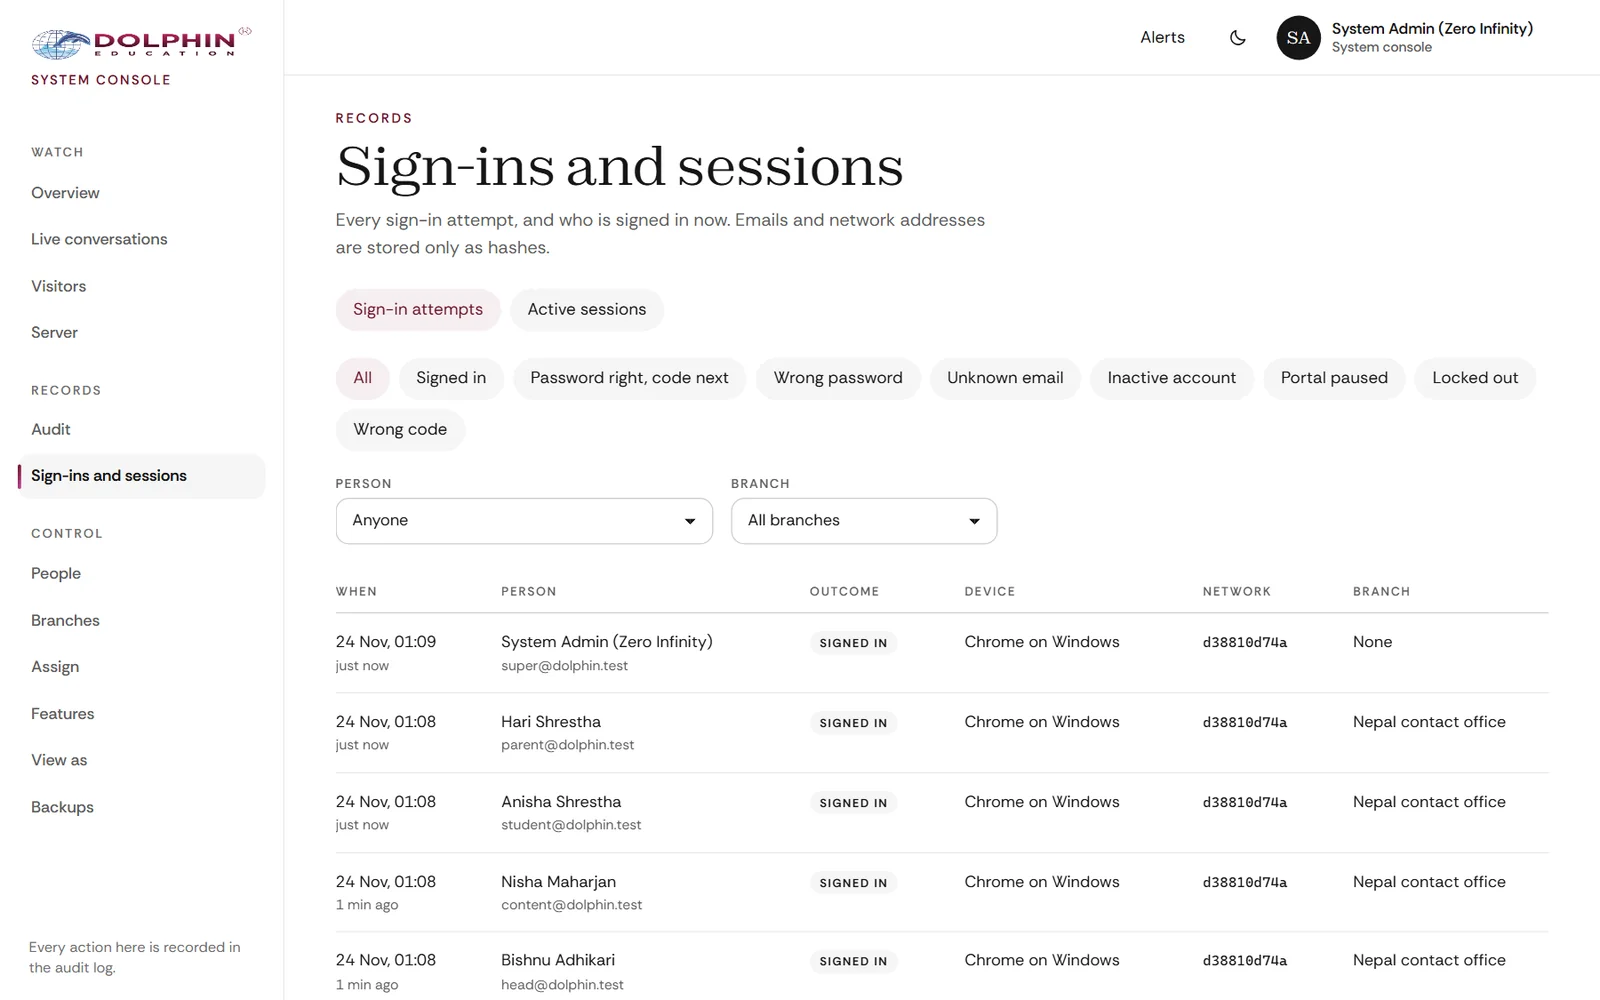 DOLPHIN
EDUCATION
SYSTEM CONSOLE
WATCH
Overview
Live conversations
Visitors
Server
RECORDS
Audit
Sign-ins and sessions
CONTROL
People
Branches
Assign
Features
View as
Backups
Every action here is recorded in
the audit log.
Alerts
SA
System Admin (Zero Infinity)
System console
RECORDS
Sign-ins and sessions
Every sign-in attempt, and who is signed in now. Emails and network addresses
are stored only as hashes.
Sign-in attempts Active sessions
All Signed in Password right, code next Wrong password Unknown email Inactive account Portal paused Locked out
Wrong code
PERSON BRANCH
Anyone All branches
WHEN PERSON OUTCOME DEVICE NETWORK BRANCH
24 Nov, 01:09 System Admin (Zero Infinity) SIGNED IN Chrome on Windows d38810d74a None
just now super@dolphin.test
24 Nov, 01:08 Hari Shrestha SIGNED IN Chrome on Windows d38810d74a Nepal contact office
just now parent@dolphin.test
24 Nov, 01:08 Anisha Shrestha SIGNED IN Chrome on Windows d38810d74a Nepal contact office
just now student@dolphin.test
24 Nov, 01:08 Nisha Maharjan SIGNED IN Chrome on Windows d38810d74a Nepal contact office
1 min ago content@dolphin.test
24 Nov, 01:08 Bishnu Adhikari SIGNED IN Chrome on Windows d38810d74a Nepal contact office
1 min ago head@dolphin.test